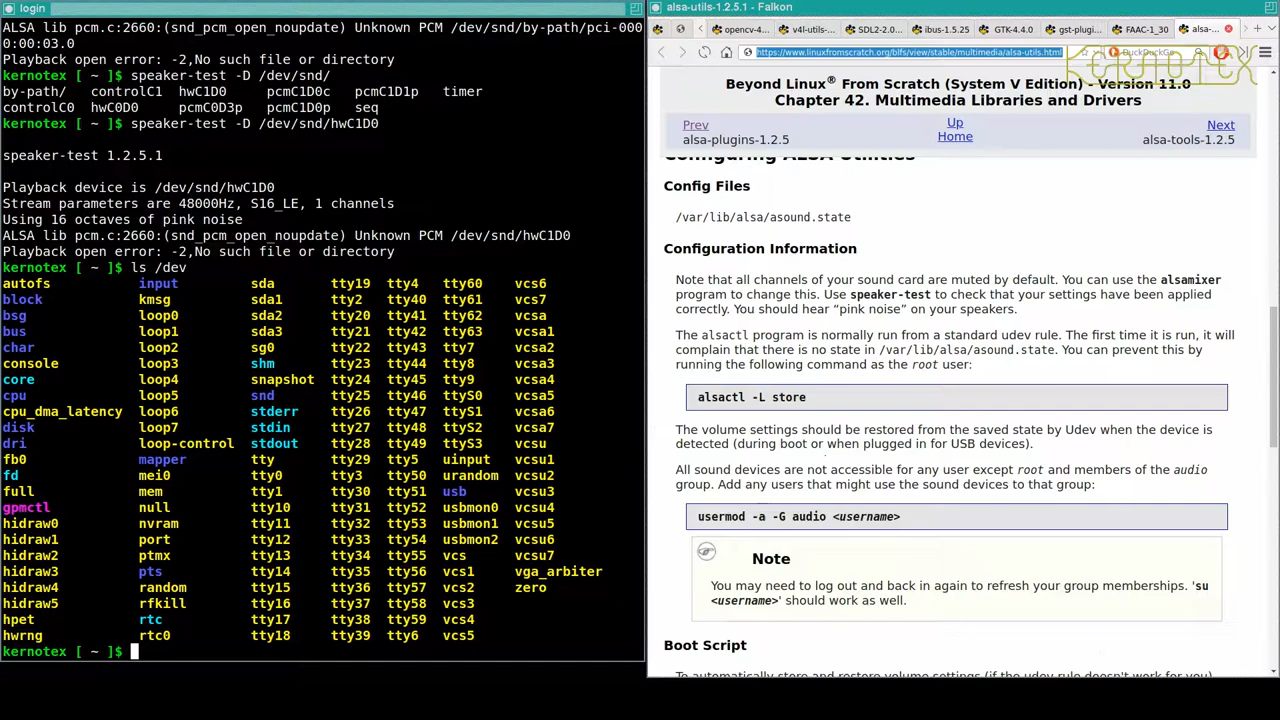 login
ALSA lib pcm.c:2660:(snd_pcm_open_noupdate) Unknown PCM /dev/snd/by-path/pci-000
0:00:03.0
Playback open error: -2,No such file or directory
kernotex [ ~ ]$ speaker-test -D /dev/snd/
by-path/ controlC1 hwC1D0 pcmC1D0c pcmC1D1p timer
controlC0 hwC0D0 pcmC0D3p pcmC1D0p seq
kernotex [ ~ ]$ speaker-test -D /dev/snd/hwC1D0
speaker-test 1.2.5.1
Playback device is /dev/snd/hwC1D0
Stream parameters are 48000Hz, S16_LE, 1 channels
Using 16 octaves of pink noise
ALSA lib pcm.c:2660:(snd_pcm_open_noupdate) Unknown PCM /dev/snd/hwC1D0
Playback open error: -2,No such file or directory
kernotex [ ~ ]$ ls /dev
autofs input sda tty19 tty4 tty60 vcs6
block kmsg sda1 tty2 tty40 tty61 vcs7
bsg loop0 sda2 tty20 tty41 tty62 vcsa
bus loop1 sda3 tty21 tty42 tty63 vcsa1
char loop2 sg0 tty22 tty43 tty7 vcsa2
console loop3 shm tty23 tty44 tty8 vcsa3
core loop4 snapshot tty24 tty45 tty9 vcsa4
cpu loop5 snd tty25 tty46 ttyS0 vcsa5
cpu_dma_latency loop6 stderr tty26 tty47 ttyS1 vcsa6
disk loop7 stdin tty27 tty48 ttyS2 vcsa7
dri loop-control stdout tty28 tty49 ttyS3 vcsu
fb0 mapper tty tty29 tty5 uinput vcsu1
fd mei0 tty0 tty3 tty50 urandom vcsu2
full mem tty1 tty30 tty51 usb vcsu3
gpmctl null tty10 tty31 tty52 usbmon0 vcsu4
hidraw0 nvram tty11 tty32 tty53 usbmon1 vcsu5
hidraw1 port tty12 tty33 tty54 usbmon2 vcsu6
hidraw2 ptmx tty13 tty34 tty55 vcs vcsu7
hidraw3 pts tty14 tty35 tty56 vcs1 vga_arbiter
hidraw4 random tty15 tty36 tty57 vcs2 zero
hidraw5 rfkill tty16 tty37 tty58 vcs3
hpet rtc tty17 tty38 tty59 vcs4
hwrng rtc0 tty18 tty39 tty6 vcs5
kernotex [ ~ ]$
alsa-utils-1.2.5.1 - Falkon
opencv-4... v4l-utils-... SDL2-2.0... ibus-1.5.25 GTK-4.4.0 gst-plugi... FAAC-1_30 alsa-...
https://www.linuxfromscratch.org/blfs/view/stable/multimedia/alsa-utils.html DuckDuckGo
KERNOTEX
Beyond Linux® From Scratch (System V Edition) - Version 11.0
Chapter 42. Multimedia Libraries and Drivers
Prev Up Next
alsa-plugins-1.2.5 Home alsa-tools-1.2.5
Configuring ALSA Utilities
Config Files
/var/lib/alsa/asound.state
Configuration Information
Note that all channels of your sound card are muted by default. You can use the alsamixer
program to change this. Use speaker-test to check that your settings have been applied
correctly. You should hear “pink noise” on your speakers.
The alsactl program is normally run from a standard udev rule. The first time it is run, it will
complain that there is no state in /var/lib/alsa/asound.state. You can prevent this by
running the following command as the root user:
alsactl -L store
The volume settings should be restored from the saved state by Udev when the device is
detected (during boot or when plugged in for USB devices).
All sound devices are not accessible for any user except root and members of the audio
group. Add any users that might use the sound devices to that group:
usermod -a -G audio <username>
Note
You may need to log out and back in again to refresh your group memberships. 'su
<username>' should work as well.
Boot Script
To automatically store and restore volume settings (if the udev rule doesn't work for you)